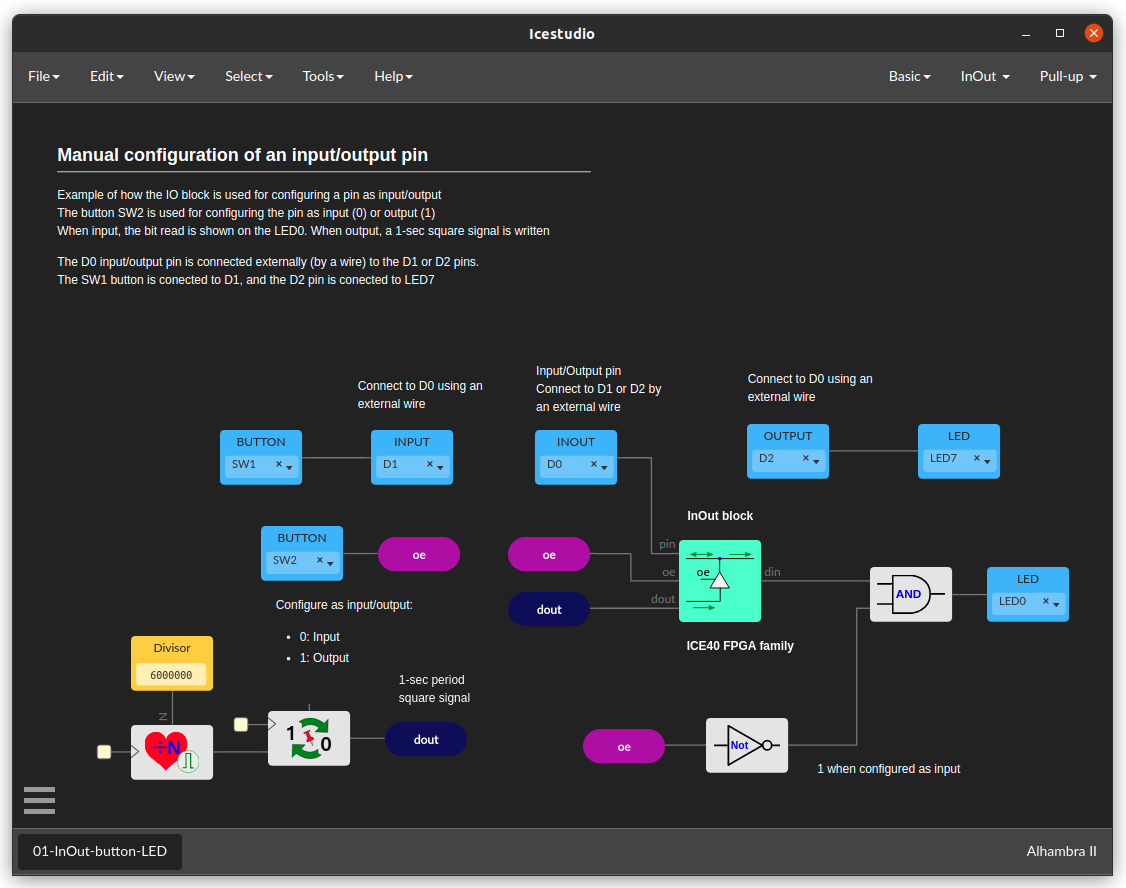 Icestudio
File Edit View Select Tools Help Basic InOut Pull-up
Manual configuration of an input/output pin
Example of how the IO block is used for configuring a pin as input/output
The button SW2 is used for configuring the pin as input (0) or output (1)
When input, the bit read is shown on the LED0. When output, a 1-sec square signal is written
The D0 input/output pin is connected externally (by a wire) to the D1 or D2 pins.
The SW1 button is conected to D1, and the D2 pin is conected to LED7
Connect to D0 using an
external wire
Input/Output pin
Connect to D1 or D2 by
an external wire
Connect to D0 using an
external wire
BUTTON
SW1
INPUT
D1
INOUT
D0
OUTPUT
D2
LED
LED7
InOut block
BUTTON
SW2
oe
oe
dout
pin
oe
dout
oe
din
AND
LED
LED0
ICE40 FPGA family
Configure as input/output:
• 0: Input
• 1: Output
Divisor
6000000
N
÷N
1-sec period
square signal
1 0
dout
oe
Not
1 when configured as input
01-InOut-button-LED
Alhambra II